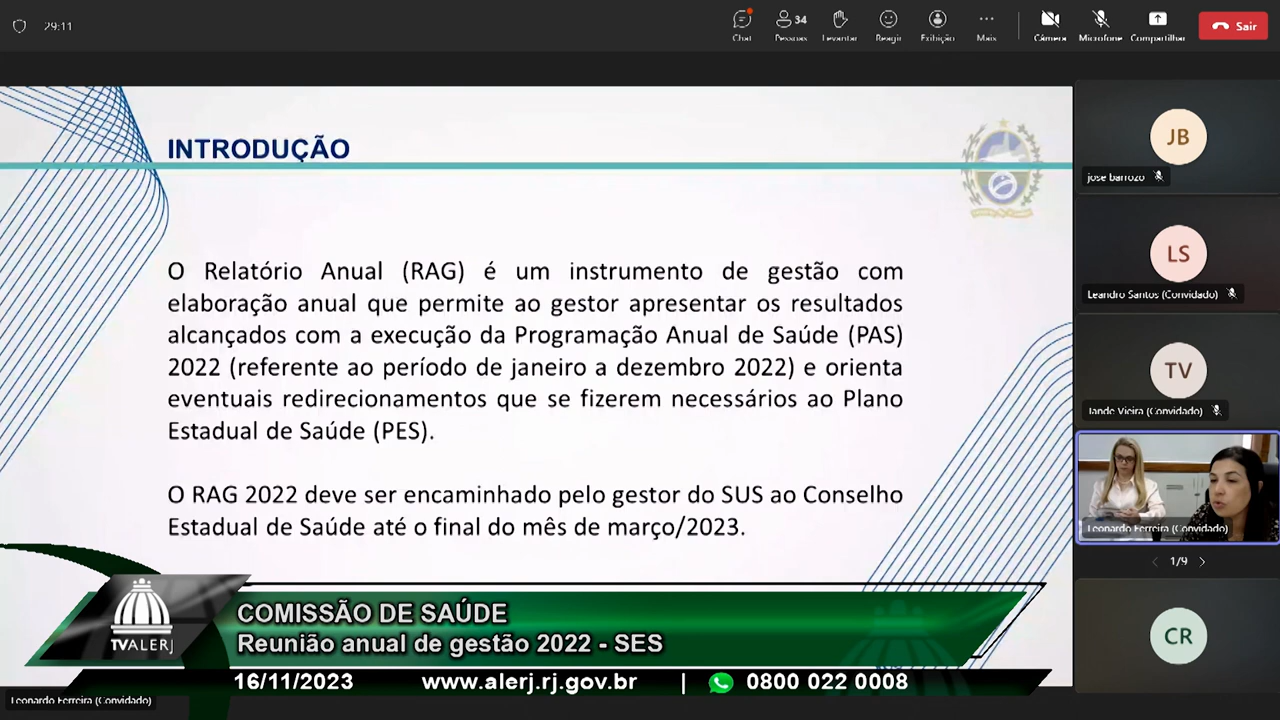 29:11
Chat
34
Pessoas
Levantar
Reagir
Exibição
Mais
Câmera
Microfone
Compartilhar
Sair
INTRODUÇÃO
O Relatório Anual (RAG) é um instrumento de gestão com
elaboração anual que permite ao gestor apresentar os resultados
alcançados com a execução da Programação Anual de Saúde (PAS)
2022 (referente ao período de janeiro a dezembro 2022) e orienta
eventuais redirecionamentos que se fizerem necessários ao Plano
Estadual de Saúde (PES).
O RAG 2022 deve ser encaminhado pelo gestor do SUS ao Conselho
Estadual de Saúde até o final do mês de março/2023.
JB
jose barrozo
LS
Leandro Santos (Convidado)
TV
Tande Vieira (Convidado)
Leonardo Ferreira (Convidado)
1/9
CR
TVALERJ
COMISSÃO DE SAÚDE
Reunião anual de gestão 2022 - SES
16/11/2023 www.alerj.rj.gov.br | 0800 022 0008
Leonardo Ferreira (Convidado)